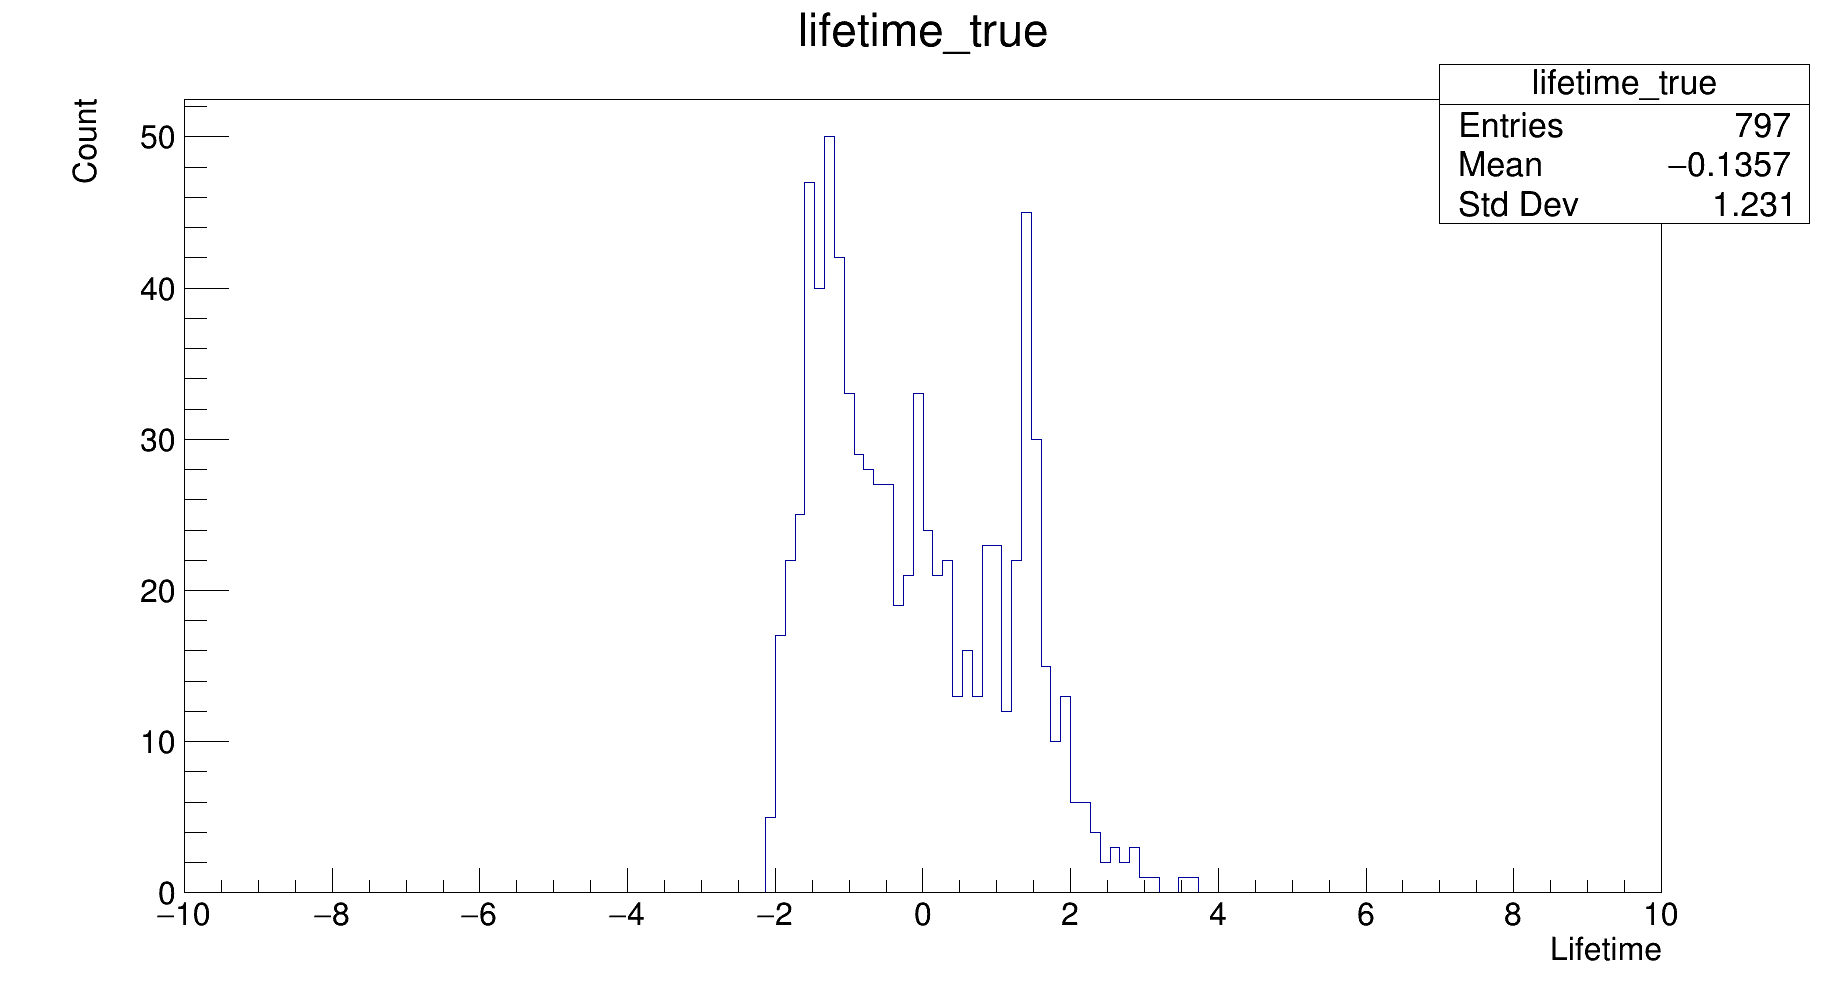 lifetime_true
lifetime_true
Entries 797
Mean −0.1357
Std Dev 1.231
Count
50
40
30
20
10
0
−10 −8 −6 −4 −2 0 2 4 6 8 10
Lifetime